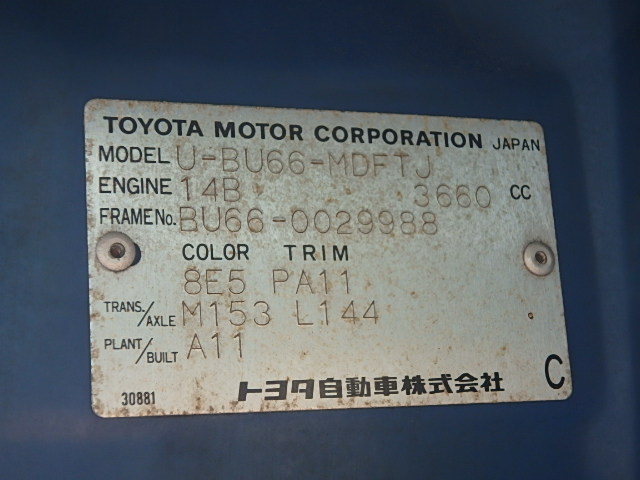 TOYOTA MOTOR CORPORATION JAPAN
MODEL U-BU66-MDFTJ
ENGINE 14B 3660 CC
FRAME No. BU66-0029988
COLOR TRIM
8E5 PA11
TRANS./AXLE M153 L144
PLANT/BUILT A11
30881 トヨタ自動車株式会社 C